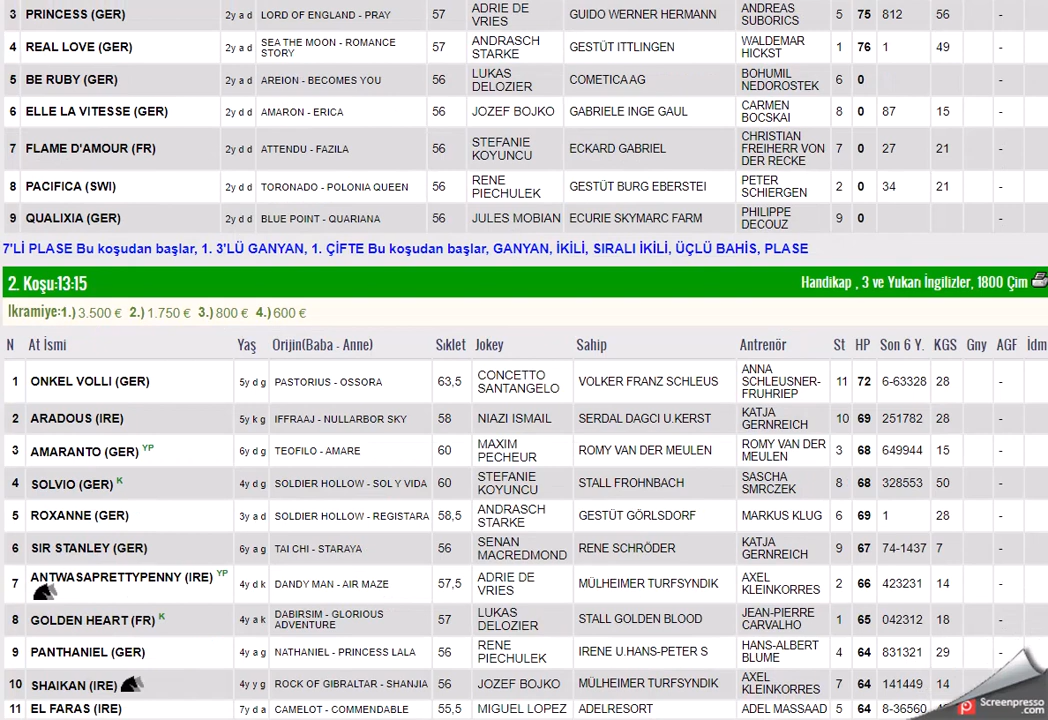 3 PRINCESS (GER) 2y a d LORD OF ENGLAND - PRAY 57 ADRIE DE VRIES GUIDO WERNER HERMANN ANDREAS SUBORICS 5 75 812 56 -
4 REAL LOVE (GER) 2y a d SEA THE MOON - ROMANCE STORY 57 ANDRASCH STARKE GESTÜT ITTLINGEN WALDEMAR HICKST 1 76 1 49 -
5 BE RUBY (GER) 2y a d AREION - BECOMES YOU 56 LUKAS DELOZIER COMETICA AG BOHUMIL NEDOROSTEK 6 0 -
6 ELLE LA VITESSE (GER) 2y d d AMARON - ERICA 56 JOZEF BOJKO GABRIELE INGE GAUL CARMEN BOCSKAI 8 0 87 15 -
7 FLAME D'AMOUR (FR) 2y d d ATTENDU - FAZILA 56 STEFANIE KOYUNCU ECKARD GABRIEL CHRISTIAN FREIHERR VON DER RECKE 7 0 27 21 -
8 PACIFICA (SWI) 2y d d TORONADO - POLONIA QUEEN 56 RENE PIECHULEK GESTÜT BURG EBERSTEI PETER SCHIERGEN 2 0 34 21 -
9 QUALIXIA (GER) 2y d d BLUE POINT - QUARIANA 56 JULES MOBIAN ECURIE SKYMARC FARM PHILIPPE DECOUZ 9 0 -
7'Lİ PLASE Bu koşudan başlar, 1. 3'LÜ GANYAN, 1. ÇİFTE Bu koşudan başlar, GANYAN, İKİLİ, SIRALI İKİLİ, ÜÇLÜ BAHİS, PLASE
2. Koşu:13:15 Handikap , 3 ve Yukarı İngilizler, 1800 Çim
İkramiye:1.) 3.500 € 2.) 1.750 € 3.) 800 € 4.) 600 €
N At İsmi Yaş Orijin(Baba - Anne) Sıklet Jokey Sahip Antrenör St HP Son 6 Y. KGS Gny AGF İdm
1 ONKEL VOLLI (GER) 5y d g PASTORIUS - OSSORA 63,5 CONCETTO SANTANGELO VOLKER FRANZ SCHLEUS ANNA SCHLEUSNER-FRUHRIEP 11 72 6-63328 28 -
2 ARADOUS (IRE) 5y k g IFFRAAJ - NULLARBOR SKY 58 NIAZI ISMAIL SERDAL DAGCI U.KERST KATJA GERNREICH 10 69 251782 28 -
3 AMARANTO (GER) YP 6y d g TEOFILO - AMARE 60 MAXIM PECHEUR ROMY VAN DER MEULEN ROMY VAN DER MEULEN 3 68 649944 15 -
4 SOLVIO (GER) K 4y d g SOLDIER HOLLOW - SOL Y VIDA 60 STEFANIE KOYUNCU STALL FROHNBACH SASCHA SMRCZEK 8 68 328553 50 -
5 ROXANNE (GER) 3y a d SOLDIER HOLLOW - REGISTARA 58,5 ANDRASCH STARKE GESTÜT GÖRLSDORF MARKUS KLUG 6 69 1 28 -
6 SIR STANLEY (GER) 6y a g TAI CHI - STARAYA 56 SENAN MACREDMOND RENE SCHRÖDER KATJA GERNREICH 9 67 74-1437 7 -
7 ANTWASAPRETTYPENNY (IRE) YP 4y d k DANDY MAN - AIR MAZE 57,5 ADRIE DE VRIES MÜLHEIMER TURFSYNDIK AXEL KLEINKORRES 2 66 423231 14 -
8 GOLDEN HEART (FR) K 4y a k DABIRSIM - GLORIOUS ADVENTURE 57 LUKAS DELOZIER STALL GOLDEN BLOOD JEAN-PIERRE CARVALHO 1 65 042312 18 -
9 PANTHANIEL (GER) 4y a g NATHANIEL - PRINCESS LALA 56 RENE PIECHULEK IRENE U.HANS-PETER S HANS-ALBERT BLUME 4 64 831321 29 -
10 SHAIKAN (IRE) 4y y g ROCK OF GIBRALTAR - SHANJIA 56 JOZEF BOJKO MÜLHEIMER TURFSYNDIK AXEL KLEINKORRES 7 64 141449 14 -
11 EL FARAS (IRE) 7y d a CAMELOT - COMMENDABLE 55,5 MIGUEL LOPEZ ADELRESORT ADEL MASSAAD 5 64 8-36560
Screenpresso.com